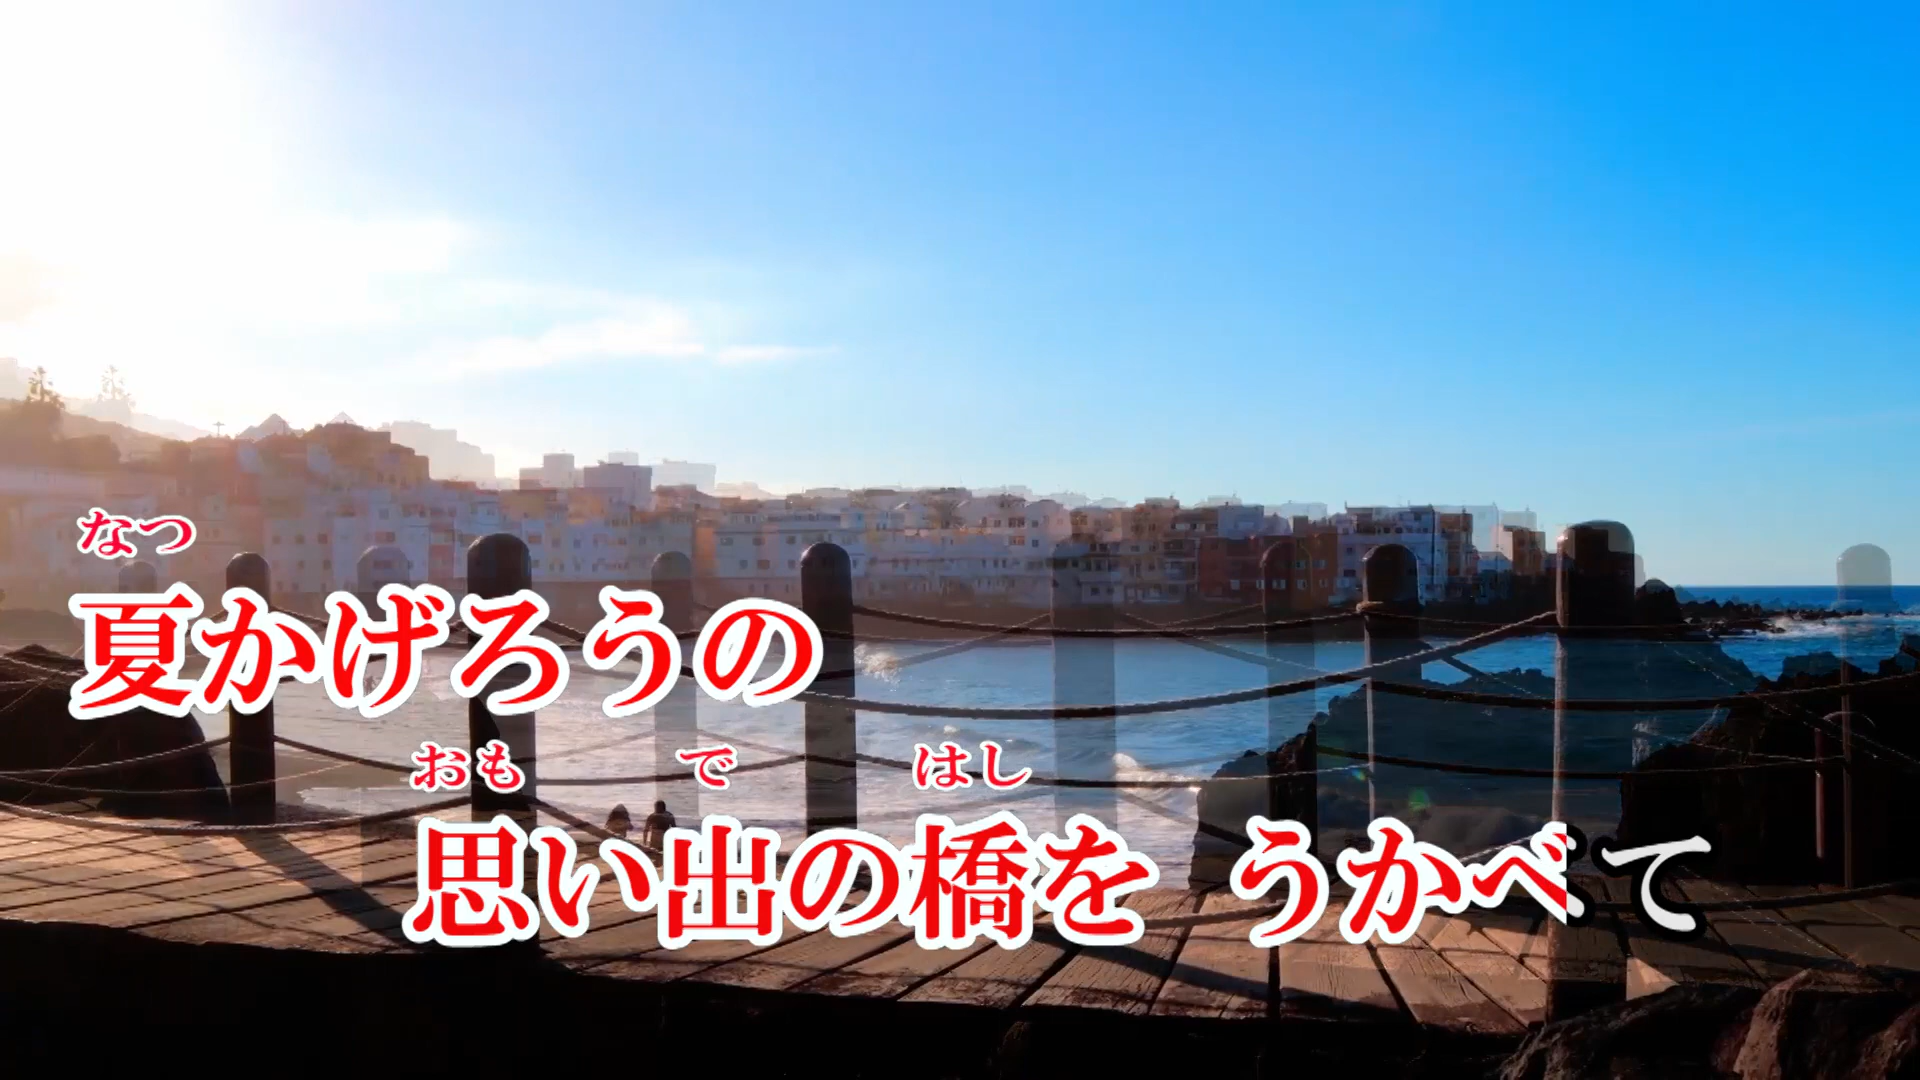 なつ
夏かげろうの
おも で はし
思い出の橋を うかべて